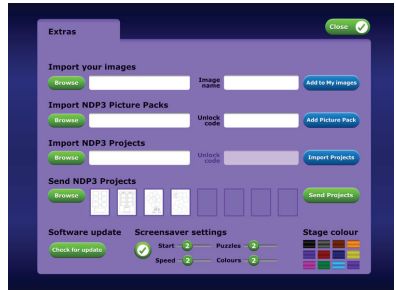 Extras
Close
Import your images
Browse
Image name
Add to My images
Import NDP3 Picture Packs
Browse
Unlock code
Add Picture Pack
Import NDP3 Projects
Browse
Unlock code
Import Projects
Send NDP3 Projects
Browse
Send Projects
Software update
Screensaver settings
Stage colour
Check for update
Start 2 Puzzles 2
Speed 2 Colours 2